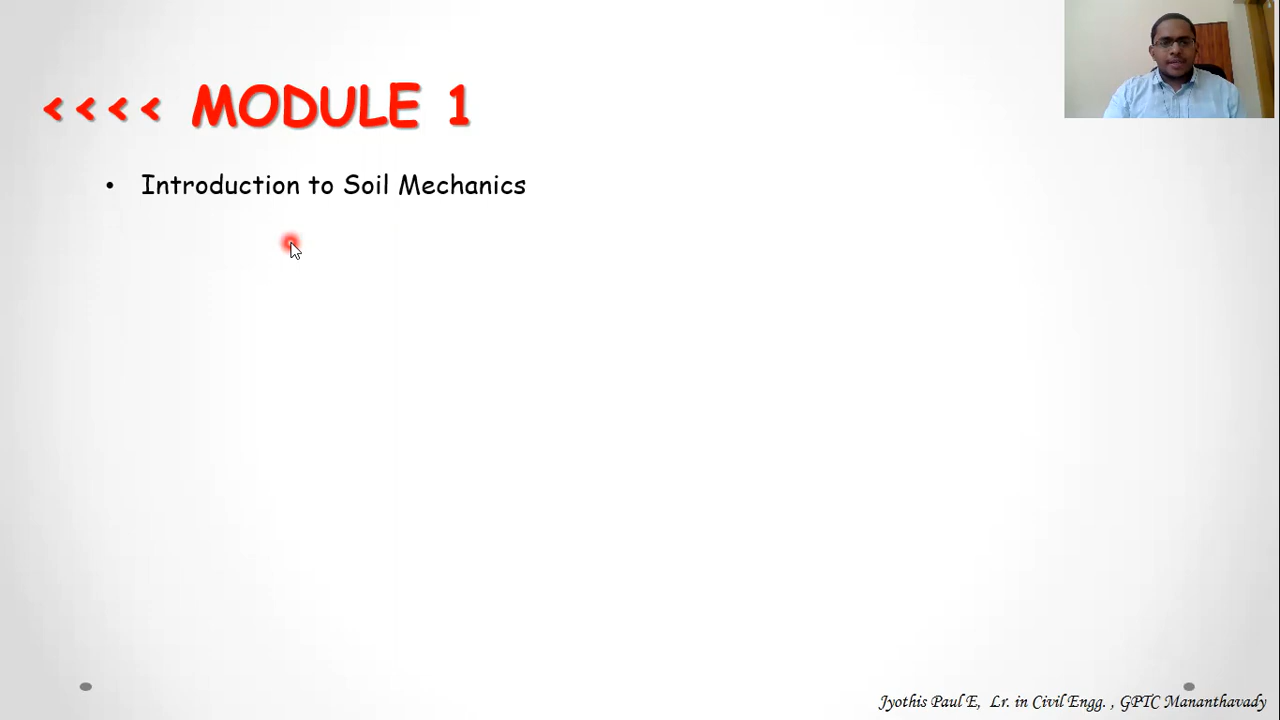 <<<< MODULE 1
• Introduction to Soil Mechanics
Jyothis Paul E, Lr. in Civil Engg. , GPTC Mananthavady